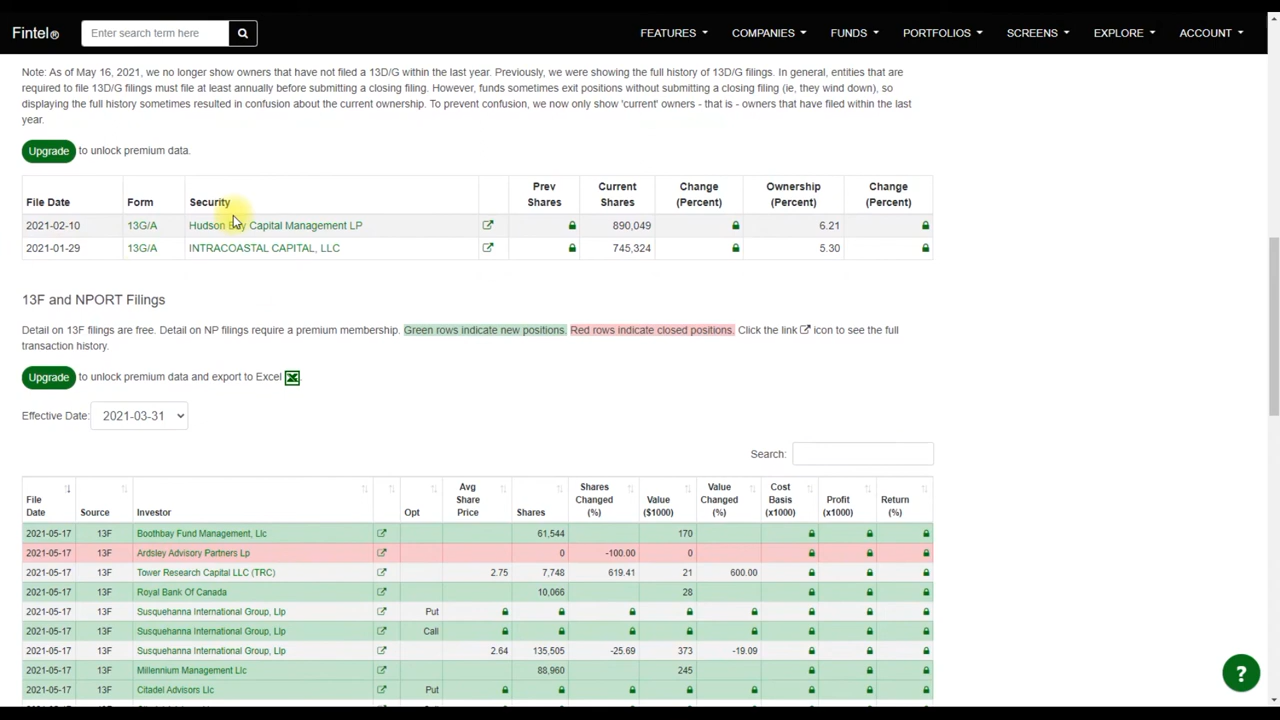 Fintel® Enter search term here FEATURES COMPANIES FUNDS PORTFOLIOS SCREENS EXPLORE ACCOUNT
Note: As of May 16, 2021, we no longer show owners that have not filed a 13D/G within the last year. Previously, we were showing the full history of 13D/G filings. In general, entities that are
required to file 13D/G filings must file at least annually before submitting a closing filing. However, funds sometimes exit positions without submitting a closing filing (ie, they wind down), so
displaying the full history sometimes resulted in confusion about the current ownership. To prevent confusion, we now only show 'current' owners - that is - owners that have filed within the last
year.
Upgrade to unlock premium data.
File Date Form Security Prev Shares Current Shares Change (Percent) Ownership (Percent) Change (Percent)
2021-02-10 13G/A Hudson Bay Capital Management LP 890,049 6.21
2021-01-29 13G/A INTRACOASTAL CAPITAL, LLC 745,324 5.30
13F and NPORT Filings
Detail on 13F filings are free. Detail on NP filings require a premium membership. Green rows indicate new positions. Red rows indicate closed positions. Click the link icon to see the full
transaction history.
Upgrade to unlock premium data and export to Excel
Effective Date: 2021-03-31
Search:
File Date Source Investor Opt Avg Share Price Shares Shares Changed (%) Value ($1000) Value Changed (%) Cost Basis (x1000) Profit (x1000) Return (%)
2021-05-17 13F Boothbay Fund Management, Llc 61,544 170
2021-05-17 13F Ardsley Advisory Partners Lp 0 -100.00 0
2021-05-17 13F Tower Research Capital LLC (TRC) 2.75 7,748 619.41 21 600.00
2021-05-17 13F Royal Bank Of Canada 10,066 28
2021-05-17 13F Susquehanna International Group, Llp Put
2021-05-17 13F Susquehanna International Group, Llp Call
2021-05-17 13F Susquehanna International Group, Llp 2.64 135,505 -25.69 373 -19.09
2021-05-17 13F Millennium Management Llc 88,960 245
2021-05-17 13F Citadel Advisors Llc Put
?